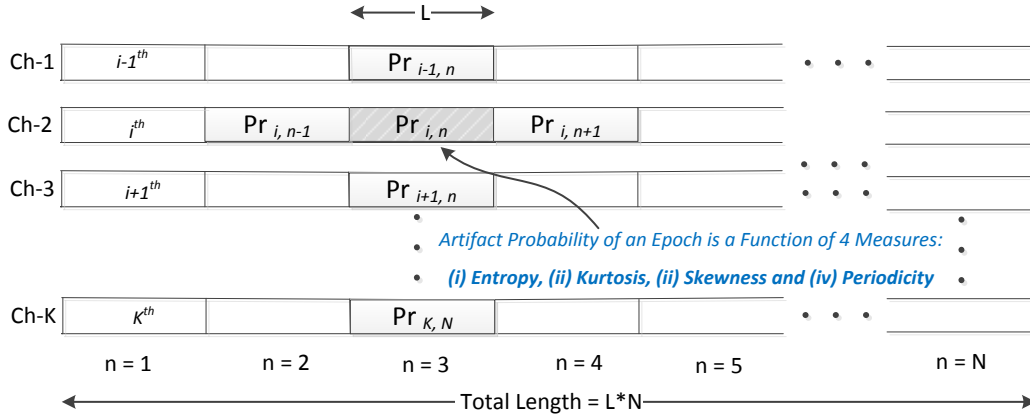 L
Ch-1 i-1th Pr i-1, n
Ch-2 ith Pr i, n-1 Pr i, n Pr i, n+1
Ch-3 i+1th Pr i+1, n
Artifact Probability of an Epoch is a Function of 4 Measures:
(i) Entropy, (ii) Kurtosis, (ii) Skewness and (iv) Periodicity
Ch-K Kth Pr K, N
n = 1 n = 2 n = 3 n = 4 n = 5 n = N
Total Length = L*N